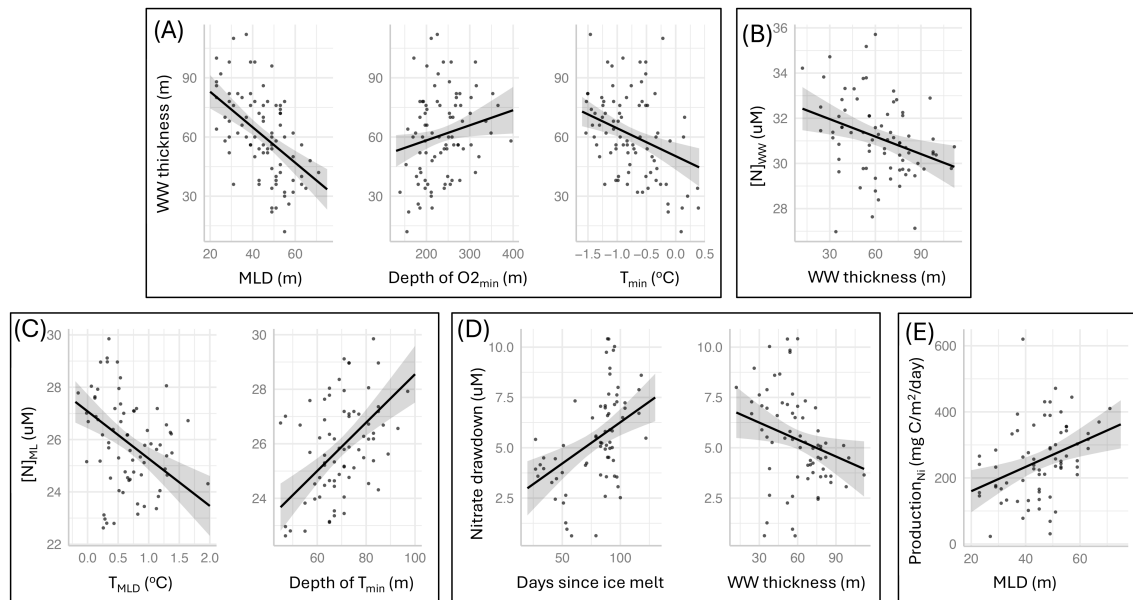 (A)
WW thickness (m)
90
60
30
20 40 60
MLD (m)
200 300 400
90
60
30
Depth of O2min (m)
90
60
30
−1.5 −1.0 −0.5 0.0 0.5
Tmin (°C)
(B)
[N]WW (uM)
36
34
32
30
28
30 60 90
WW thickness (m)
(C)
[N]ML (uM)
30
28
26
24
22
0.0 0.5 1.0 1.5 2.0
TMLD (°C)
30
28
26
24
60 80 100
Depth of Tmin (m)
(D)
Nitrate drawdown (uM)
10.0
7.5
5.0
2.5
50 100
Days since ice melt
10.0
7.5
5.0
2.5
30 60 90
WW thickness (m)
(E)
ProductionNi (mg C/m²/day)
600
400
200
0
20 40 60
MLD (m)